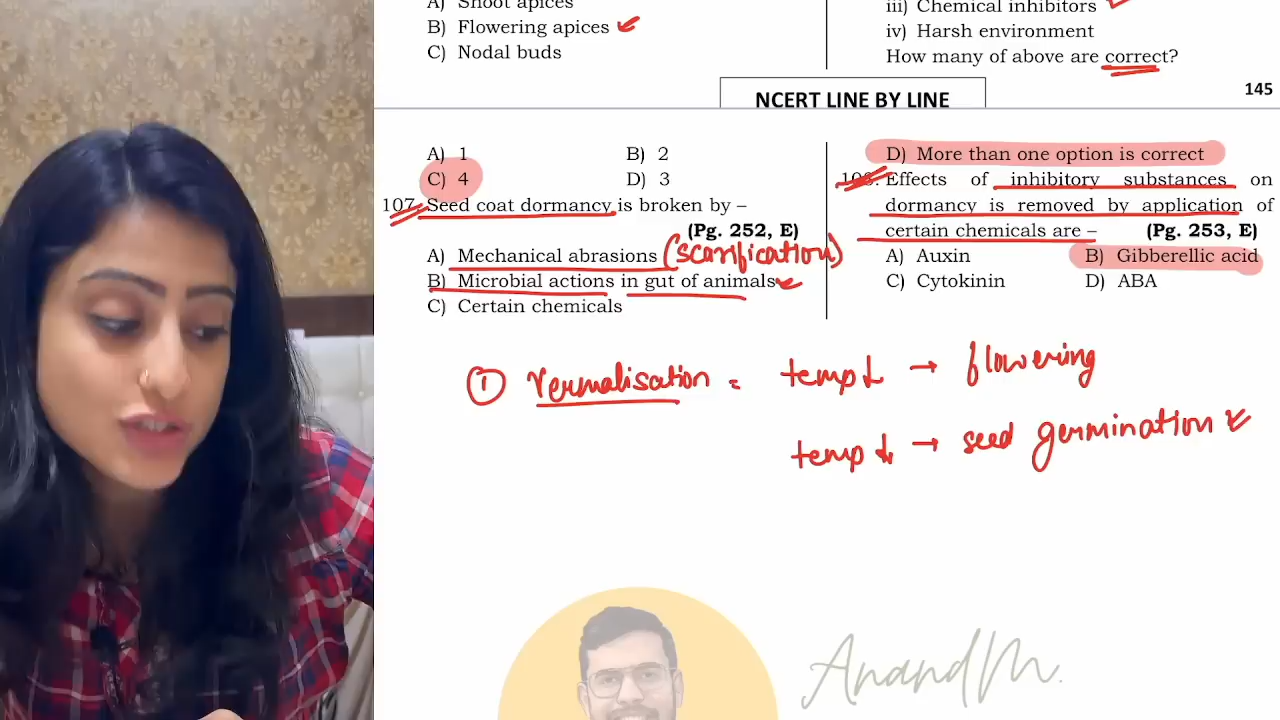 A) Shoot apices
B) Flowering apices
C) Nodal buds
iii) Chemical inhibitors
iv) Harsh environment
How many of above are correct?
NCERT LINE BY LINE
145
A) 1
B) 2
C) 4
D) 3
107. Seed coat dormancy is broken by –
(Pg. 252, E)
A) Mechanical abrasions (scarification)
B) Microbial actions in gut of animals
C) Certain chemicals
D) More than one option is correct
Effects of inhibitory substances on
dormancy is removed by application of
certain chemicals are – (Pg. 253, E)
A) Auxin
B) Gibberellic acid
C) Cytokinin
D) ABA
① Vernalisation = temp↓ → flowering
temp↓ → seed germination
Anand M.